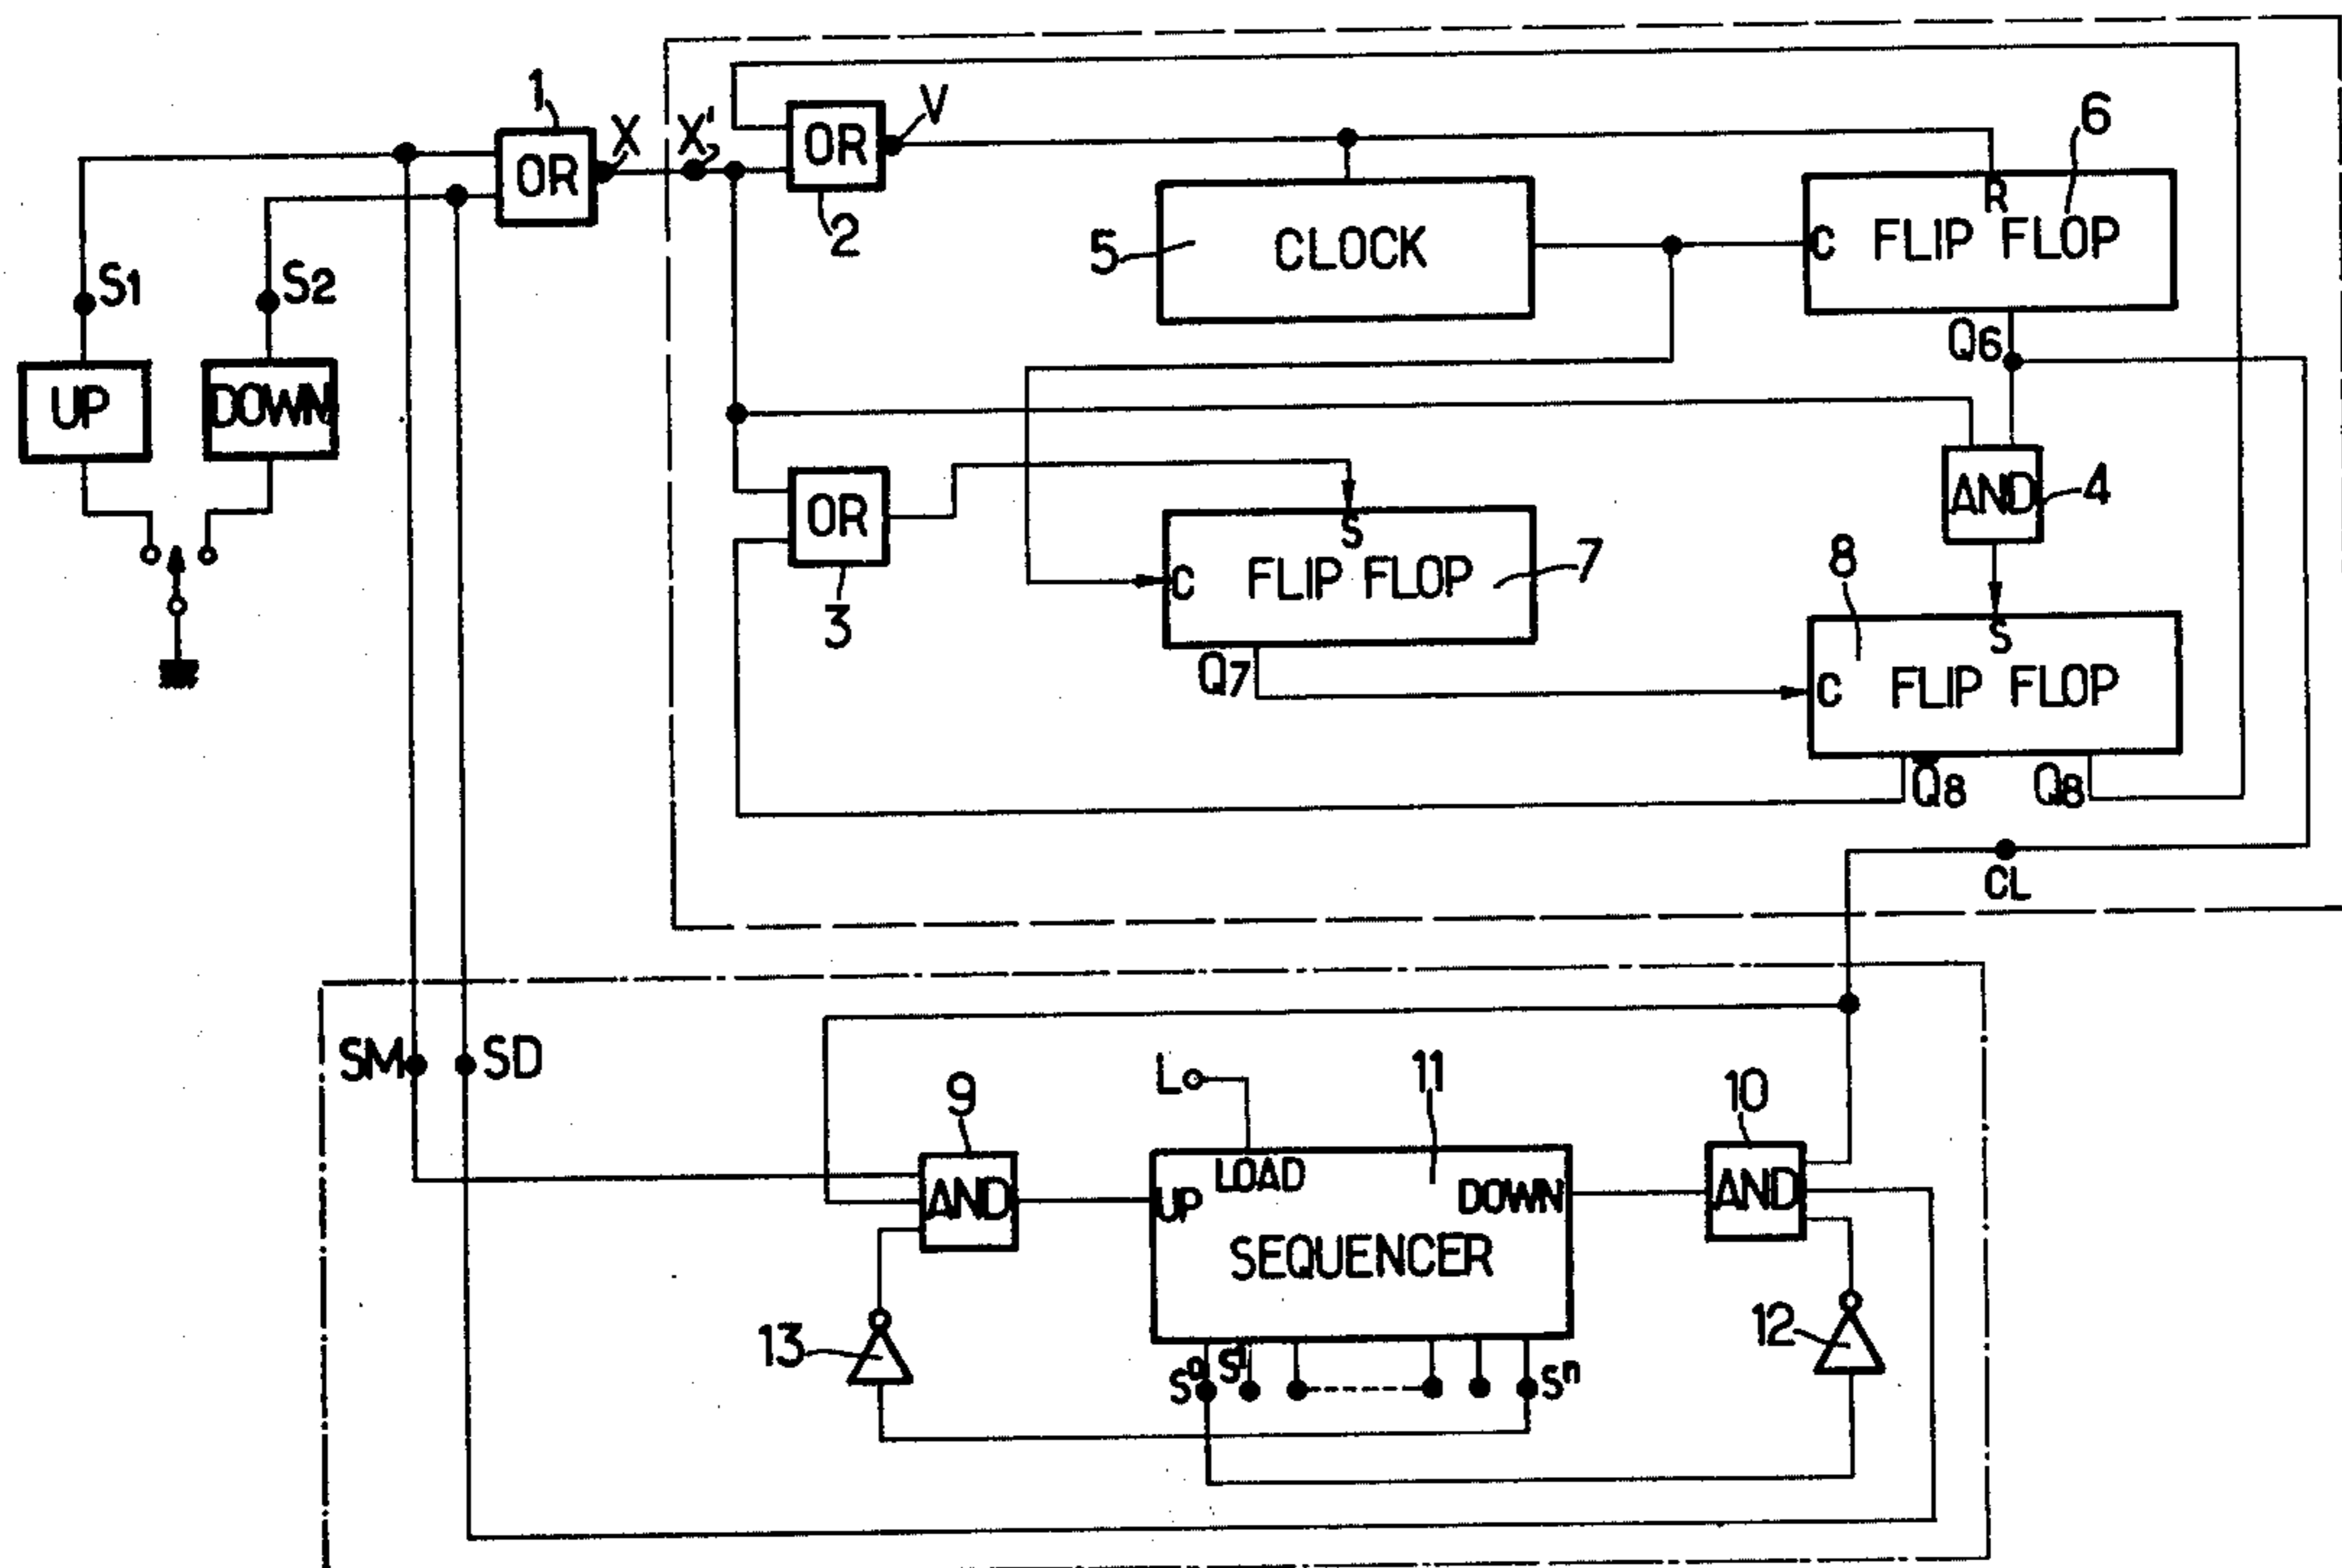 1
X
X'
OR
OR
V
2
6
R
5
CLOCK
C
FLIP FLOP
S1
S2
Q6
UP
DOWN
AND
4
OR
3
S
C
FLIP FLOP
7
8
S
Q7
C
FLIP FLOP
Q8
Q8
CL
SM
SD
9
L
11
10
AND
LOAD
UP
DOWN
AND
SEQUENCER
13
12
S0
S1
Sn